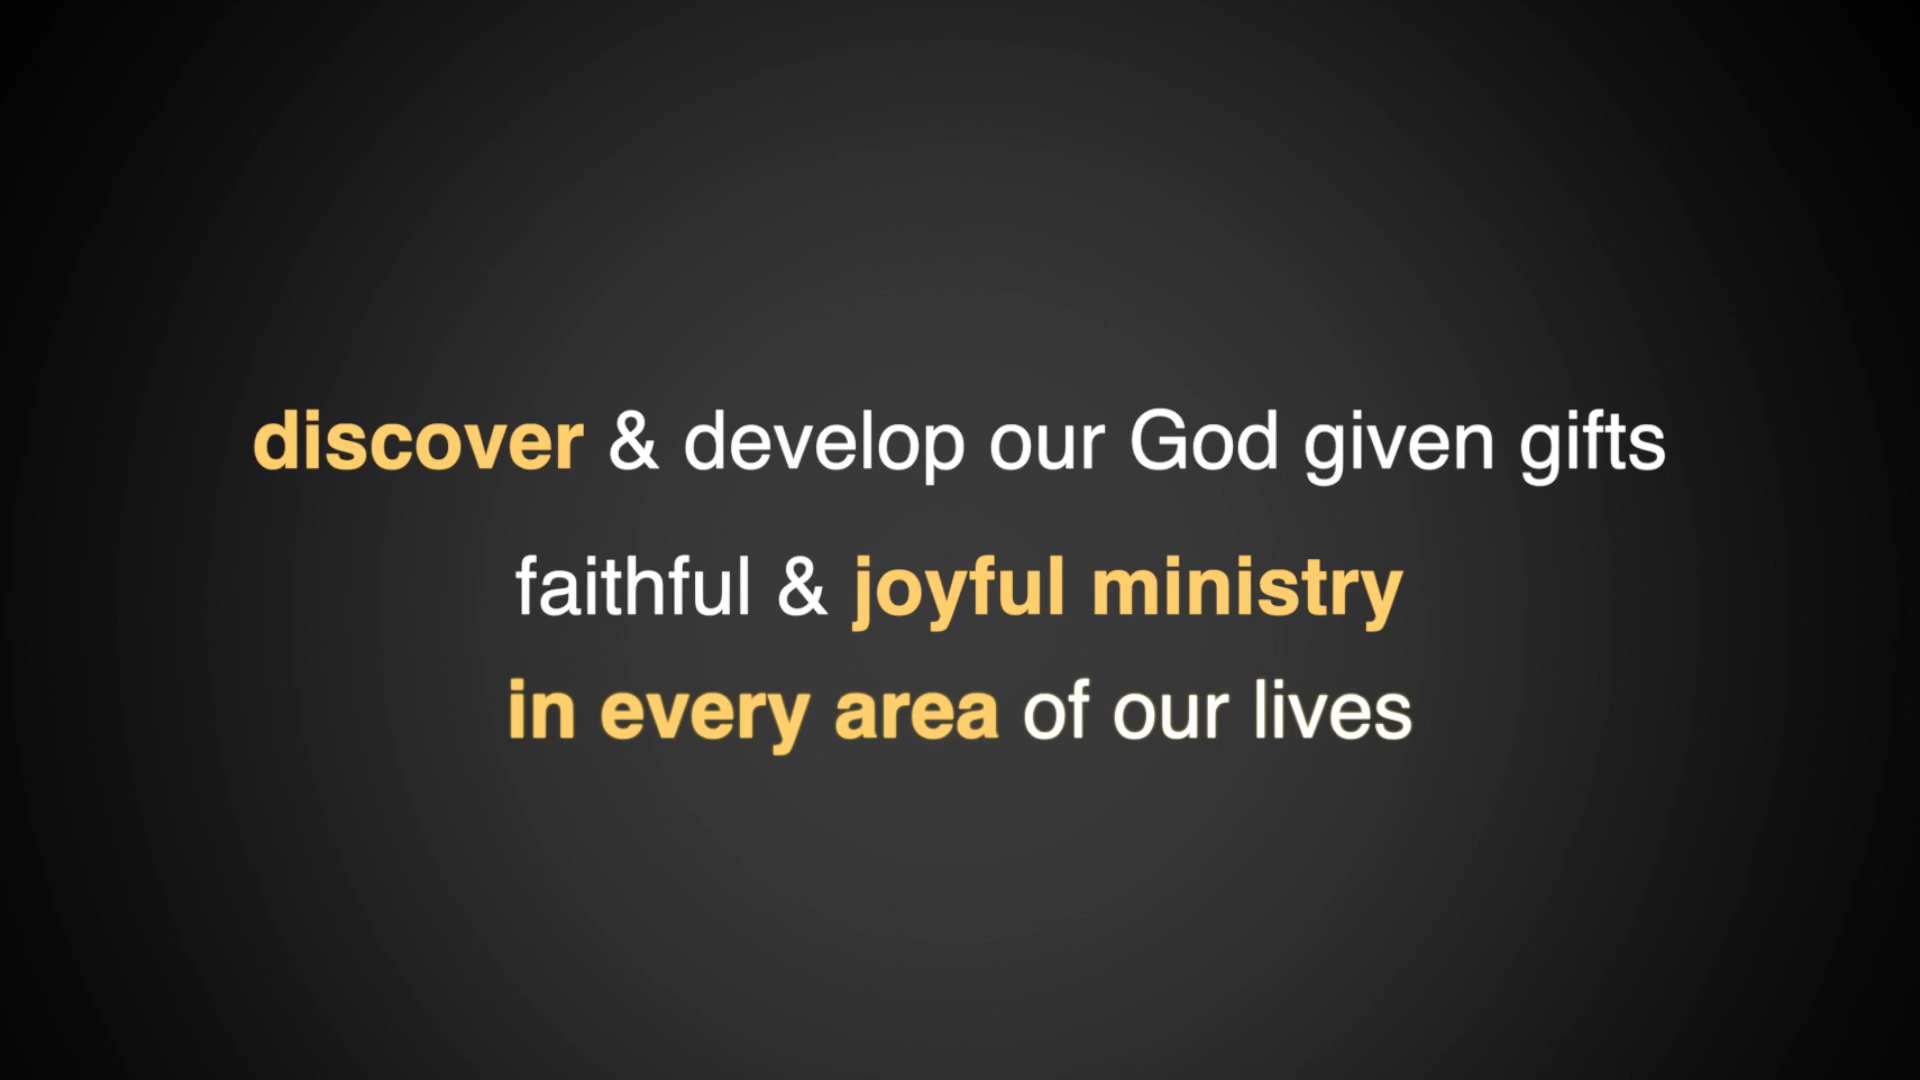 discover & develop our God given gifts
faithful & joyful ministry
in every area of our lives